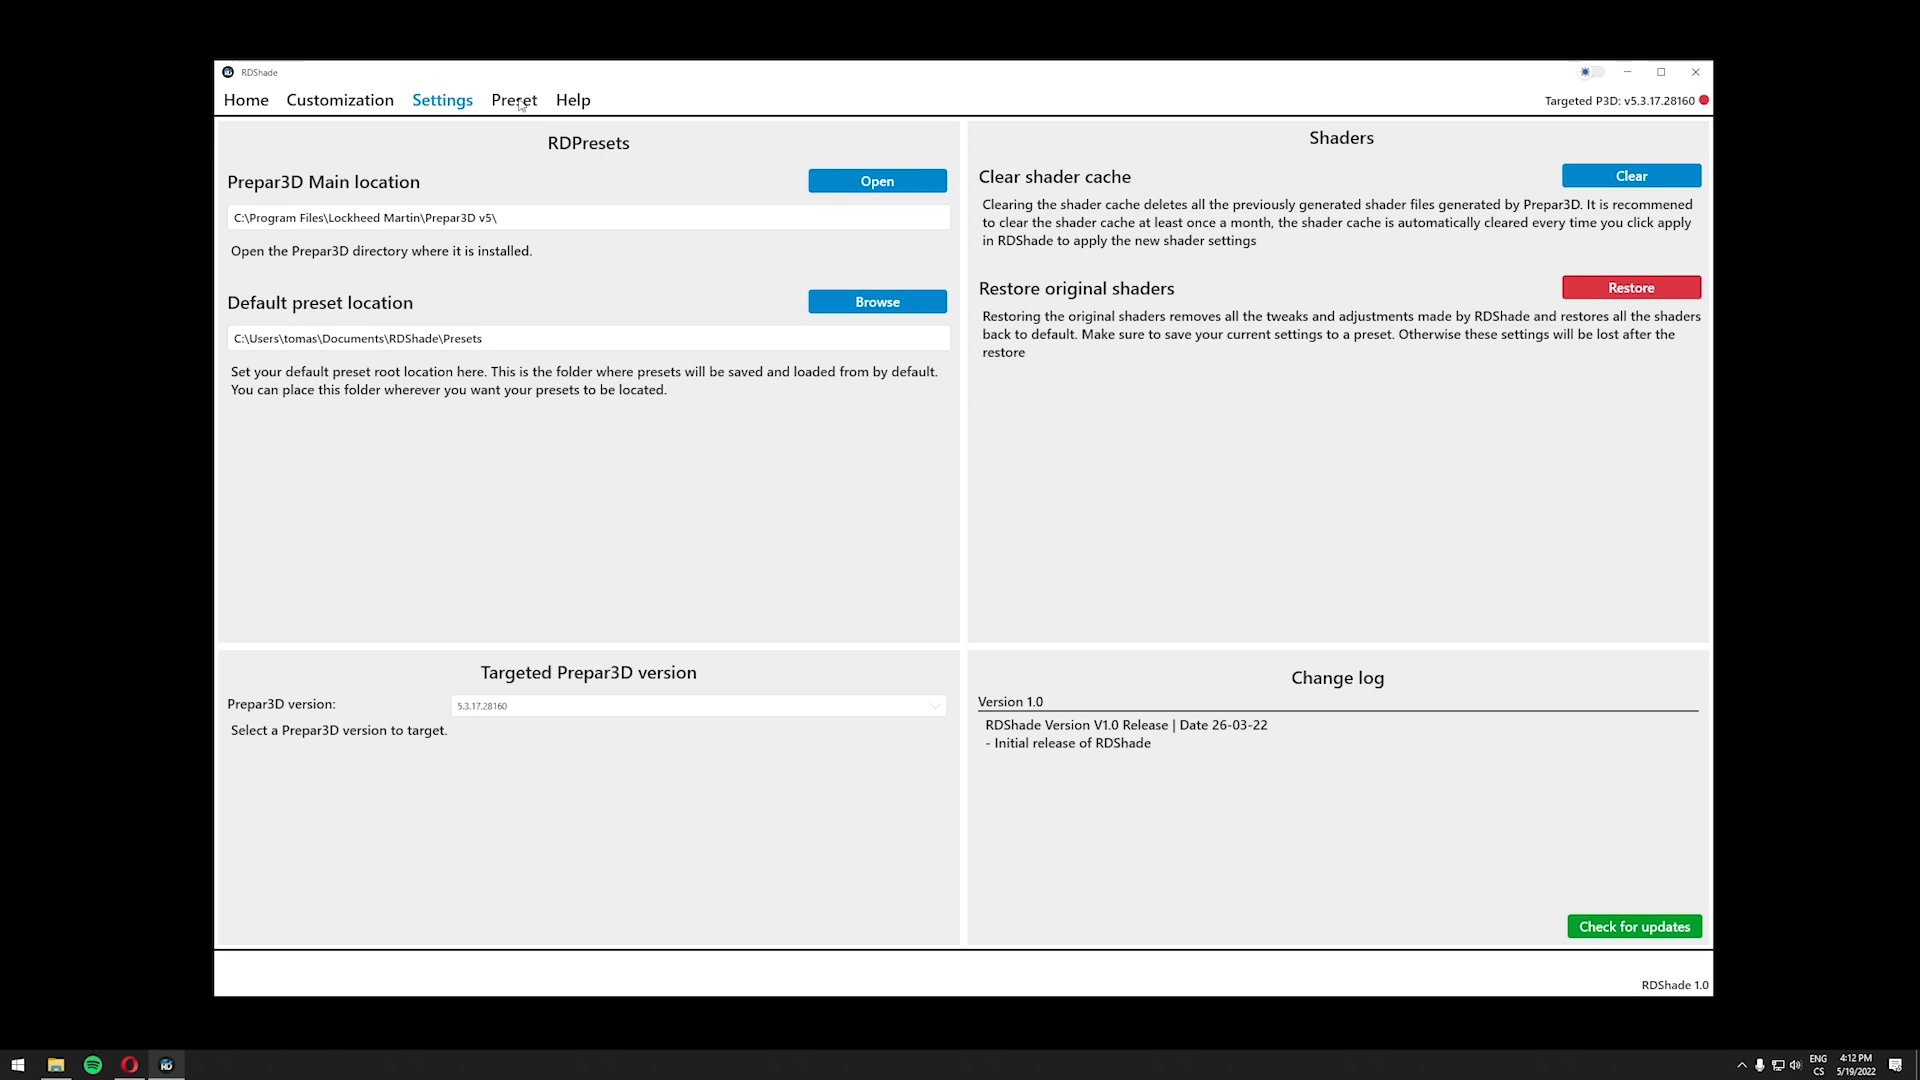 RDShade
Home Customization Settings Preset Help
Targeted P3D: v5.3.17.28160
RDPresets
Prepar3D Main location
Open
C:\Program Files\Lockheed Martin\Prepar3D v5\
Open the Prepar3D directory where it is installed.
Default preset location
Browse
C:\Users\tomas\Documents\RDShade\Presets
Set your default preset root location here. This is the folder where presets will be saved and loaded from by default.
You can place this folder wherever you want your presets to be located.
Shaders
Clear shader cache
Clear
Clearing the shader cache deletes all the previously generated shader files generated by Prepar3D. It is recommened
to clear the shader cache at least once a month, the shader cache is automatically cleared every time you click apply
in RDShade to apply the new shader settings
Restore original shaders
Restore
Restoring the original shaders removes all the tweaks and adjustments made by RDShade and restores all the shaders
back to default. Make sure to save your current settings to a preset. Otherwise these settings will be lost after the
restore
Targeted Prepar3D version
Prepar3D version:
5.3.17.28160
Select a Prepar3D version to target.
Change log
Version 1.0
RDShade Version V1.0 Release | Date 26-03-22
- Initial release of RDShade
Check for updates
RDShade 1.0
RD
ENG
CS
4:12 PM
5/19/2022